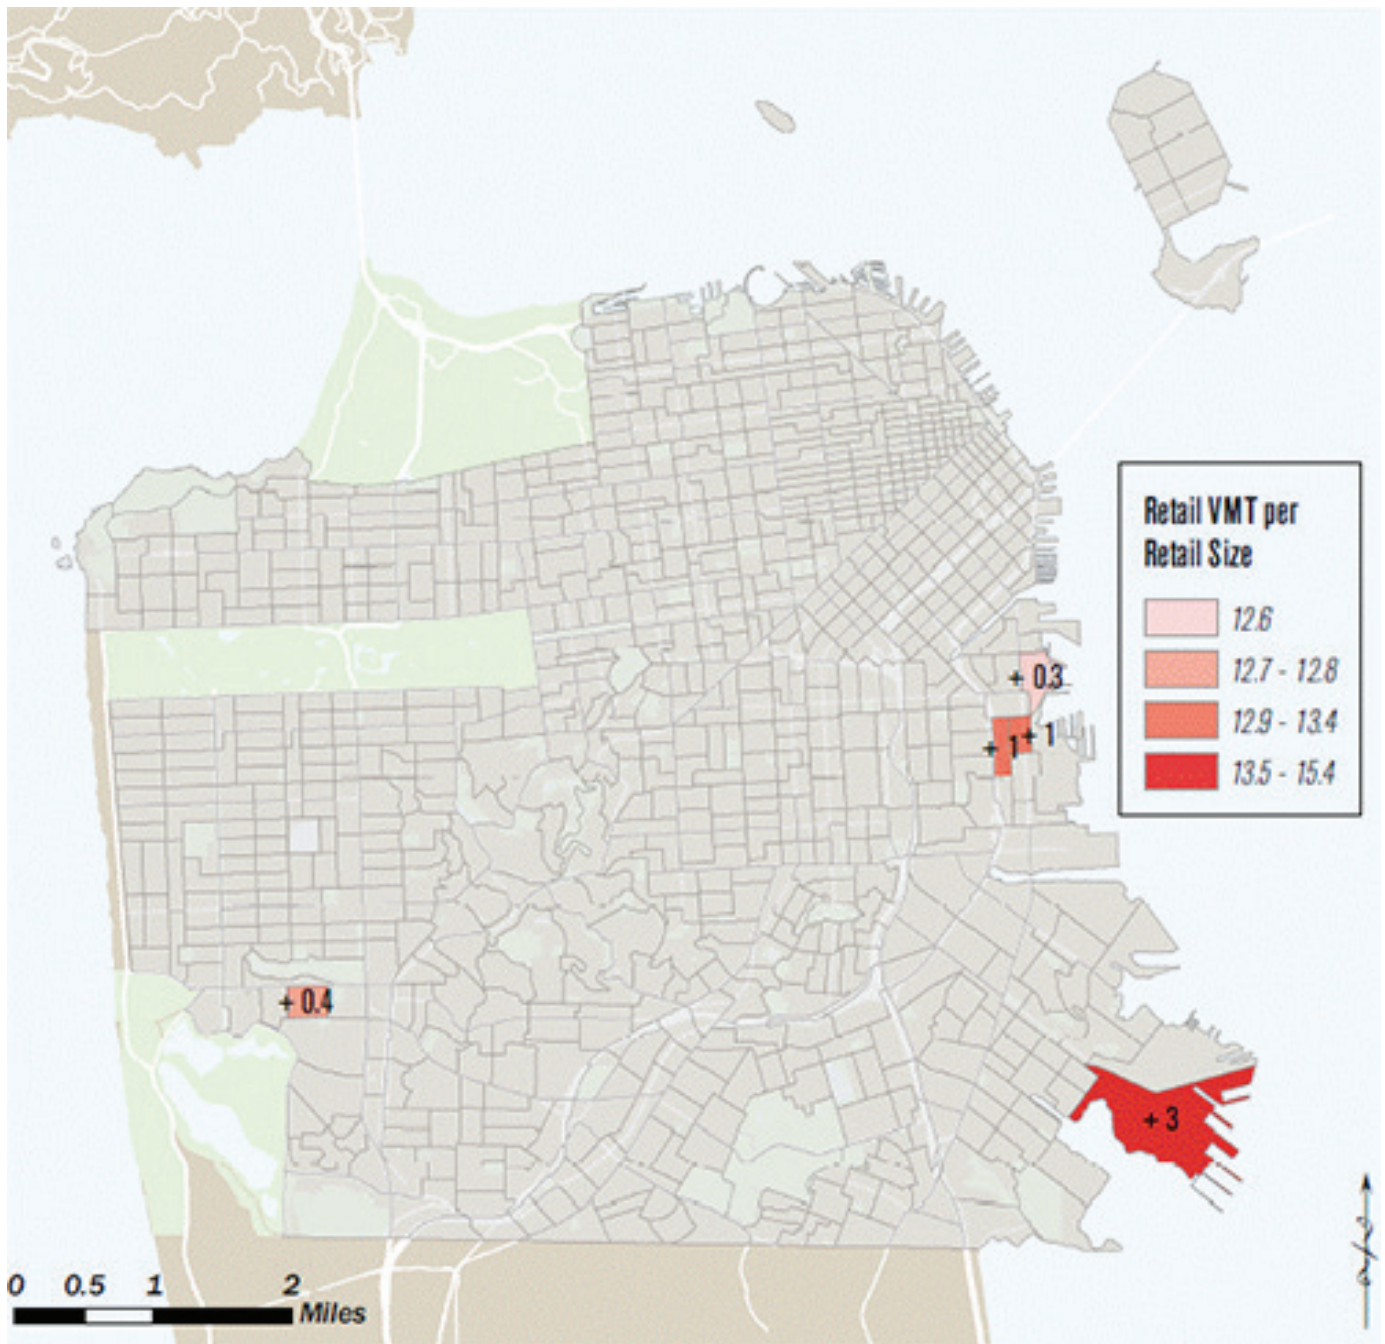 Retail VMT per
Retail Size
12.6
12.7 - 12.8
12.9 - 13.4
13.5 - 15.4
+ 0.3
+ 1
+ 1
+ 0.4
+ 3
0 0.5 1 2
Miles